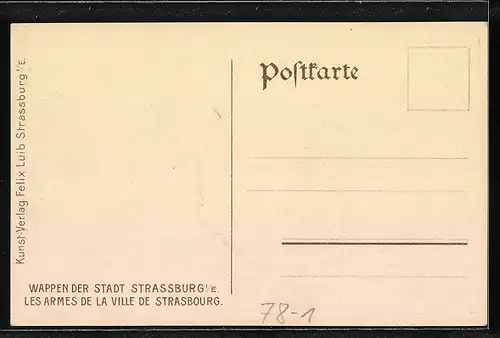 Kunst-Verlag Felix Luib Strassburg i/E.
Poſtkarte
WAPPEN DER STADT STRASSBURG i/E.
LES ARMES DE LA VILLE DE STRASBOURG.
78-1